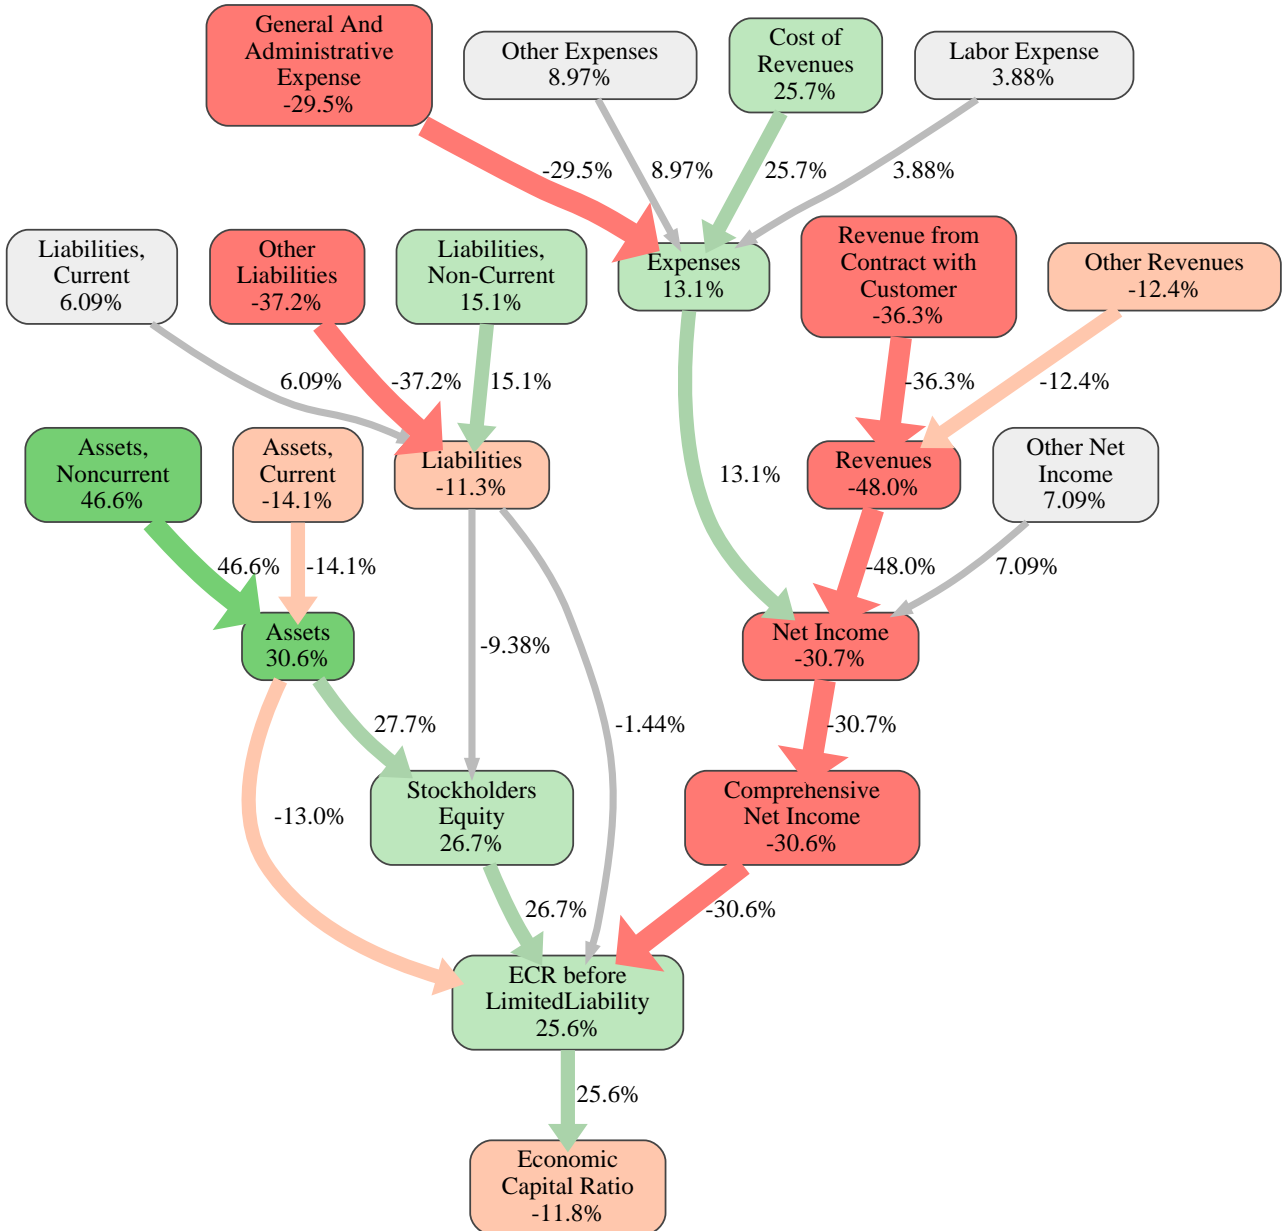 General And
Administrative
Expense
-29.5%
Other Expenses
8.97%
Cost of
Revenues
25.7%
Labor Expense
3.88%
-29.5%
8.97%
25.7%
3.88%
Liabilities,
Current
6.09%
Other
Liabilities
-37.2%
Liabilities,
Non-Current
15.1%
Expenses
13.1%
Revenue from
Contract with
Customer
-36.3%
Other Revenues
-12.4%
6.09%
-37.2%
15.1%
-36.3%
-12.4%
Assets,
Noncurrent
46.6%
Assets,
Current
-14.1%
Liabilities
-11.3%
13.1%
Revenues
-48.0%
Other Net
Income
7.09%
46.6%
-14.1%
-48.0%
7.09%
Assets
30.6%
-9.38%
Net Income
-30.7%
27.7%
-1.44%
-30.7%
-13.0%
Stockholders
Equity
26.7%
Comprehensive
Net Income
-30.6%
26.7%
-30.6%
ECR before
LimitedLiability
25.6%
25.6%
Economic
Capital Ratio
-11.8%